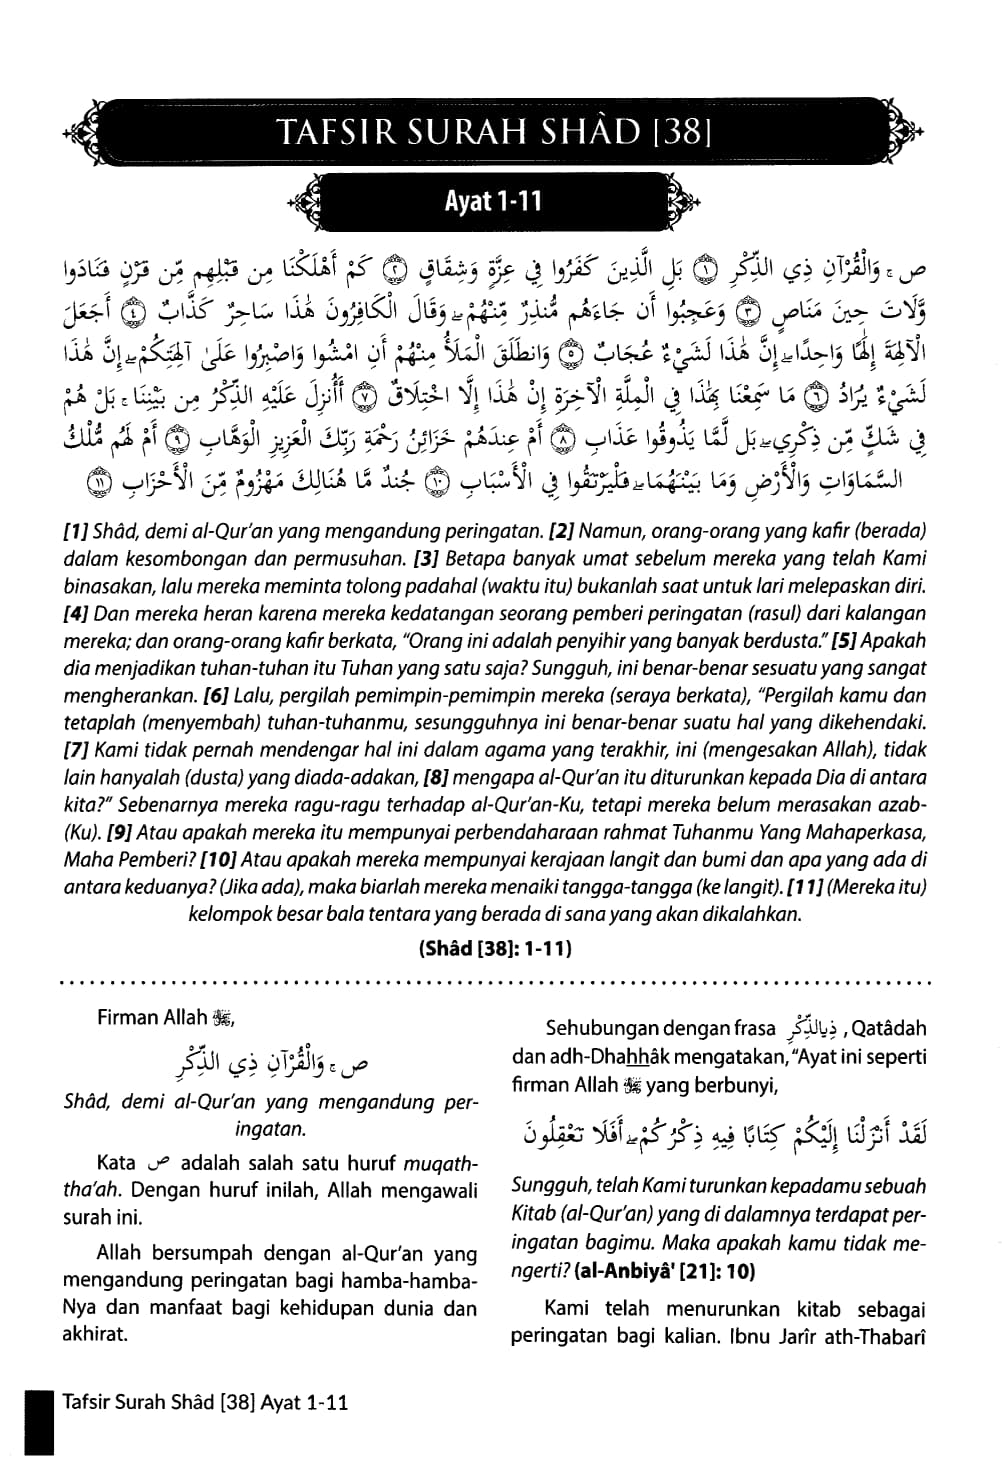 TAFSIR SURAH SHÂD [38]
Ayat 1-11
ص ۚ وَالْقُرْآنِ ذِي الذِّكْرِ ﴿١﴾ بَلِ الَّذِينَ كَفَرُوا فِي عِزَّةٍ وَشِقَاقٍ ﴿٢﴾ كَمْ أَهْلَكْنَا مِن قَبْلِهِم مِّن قَرْنٍ فَنَادَوا
وَّلَاتَ حِينَ مَنَاصٍ ﴿٣﴾ وَعَجِبُوا أَن جَاءَهُم مُّنذِرٌ مِّنْهُمْ ۖ وَقَالَ الْكَافِرُونَ هَٰذَا سَاحِرٌ كَذَّابٌ ﴿٤﴾ أَجَعَلَ
الْآلِهَةَ إِلَٰهًا وَاحِدًا ۖ إِنَّ هَٰذَا لَشَيْءٌ عُجَابٌ ﴿٥﴾ وَانطَلَقَ الْمَلَأُ مِنْهُمْ أَنِ امْشُوا وَاصْبِرُوا عَلَىٰ آلِهَتِكُمْ ۖ إِنَّ هَٰذَا
لَشَيْءٌ يُرَادُ ﴿٦﴾ مَا سَمِعْنَا بِهَٰذَا فِي الْمِلَّةِ الْآخِرَةِ إِنْ هَٰذَا إِلَّا اخْتِلَاقٌ ﴿٧﴾ أَأُنزِلَ عَلَيْهِ الذِّكْرُ مِن بَيْنِنَا ۚ بَلْ هُمْ
فِي شَكٍّ مِّن ذِكْرِي ۖ بَل لَّمَّا يَذُوقُوا عَذَابِ ﴿٨﴾ أَمْ عِندَهُمْ خَزَائِنُ رَحْمَةِ رَبِّكَ الْعَزِيزِ الْوَهَّابِ ﴿٩﴾ أَمْ لَهُم مُّلْكُ
السَّمَاوَاتِ وَالْأَرْضِ وَمَا بَيْنَهُمَا ۖ فَلْيَرْتَقُوا فِي الْأَسْبَابِ ﴿١٠﴾ جُندٌ مَّا هُنَالِكَ مَهْزُومٌ مِّنَ الْأَحْزَابِ ﴿١١﴾
[1] Shâd, demi al-Qur'an yang mengandung peringatan. [2] Namun, orang-orang yang kafir (berada)
dalam kesombongan dan permusuhan. [3] Betapa banyak umat sebelum mereka yang telah Kami
binasakan, lalu mereka meminta tolong padahal (waktu itu) bukanlah saat untuk lari melepaskan diri.
[4] Dan mereka heran karena mereka kedatangan seorang pemberi peringatan (rasul) dari kalangan
mereka; dan orang-orang kafir berkata, "Orang ini adalah penyihir yang banyak berdusta." [5] Apakah
dia menjadikan tuhan-tuhan itu Tuhan yang satu saja? Sungguh, ini benar-benar sesuatu yang sangat
mengherankan. [6] Lalu, pergilah pemimpin-pemimpin mereka (seraya berkata), "Pergilah kamu dan
tetaplah (menyembah) tuhan-tuhanmu, sesungguhnya ini benar-benar suatu hal yang dikehendaki.
[7] Kami tidak pernah mendengar hal ini dalam agama yang terakhir, ini (mengesakan Allah), tidak
lain hanyalah (dusta) yang diada-adakan, [8] mengapa al-Qur'an itu diturunkan kepada Dia di antara
kita?" Sebenarnya mereka ragu-ragu terhadap al-Qur'an-Ku, tetapi mereka belum merasakan azab-
(Ku). [9] Atau apakah mereka itu mempunyai perbendaharaan rahmat Tuhanmu Yang Mahaperkasa,
Maha Pemberi? [10] Atau apakah mereka mempunyai kerajaan langit dan bumi dan apa yang ada di
antara keduanya? (Jika ada), maka biarlah mereka menaiki tangga-tangga (ke langit). [11] (Mereka itu)
kelompok besar bala tentara yang berada di sana yang akan dikalahkan.
(Shâd [38]: 1-11)
Firman Allah ﷻ,
ص ۚ وَالْقُرْآنِ ذِي الذِّكْرِ
Shâd, demi al-Qur'an yang mengandung per-
ingatan.
Kata ص adalah salah satu huruf muqath-
tha'ah. Dengan huruf inilah, Allah mengawali
surah ini.
Allah bersumpah dengan al-Qur'an yang
mengandung peringatan bagi hamba-hamba-
Nya dan manfaat bagi kehidupan dunia dan
akhirat.
Sehubungan dengan frasa ذِيالذِّكْرِ , Qatâdah
dan adh-Dhahhâk mengatakan, "Ayat ini seperti
firman Allah ﷻ yang berbunyi,
لَقَدْ أَنْزَلْنَا إِلَيْكُمْ كِتَابًا فِيهِ ذِكْرُكُمْ ۖ أَفَلَا تَعْقِلُونَ
Sungguh, telah Kami turunkan kepadamu sebuah
Kitab (al-Qur'an) yang di dalamnya terdapat per-
ingatan bagimu. Maka apakah kamu tidak me-
ngerti? (al-Anbiyâ' [21]: 10)
Kami telah menurunkan kitab sebagai
peringatan bagi kalian. Ibnu Jarîr ath-Thabarî
Tafsir Surah Shâd [38] Ayat 1-11